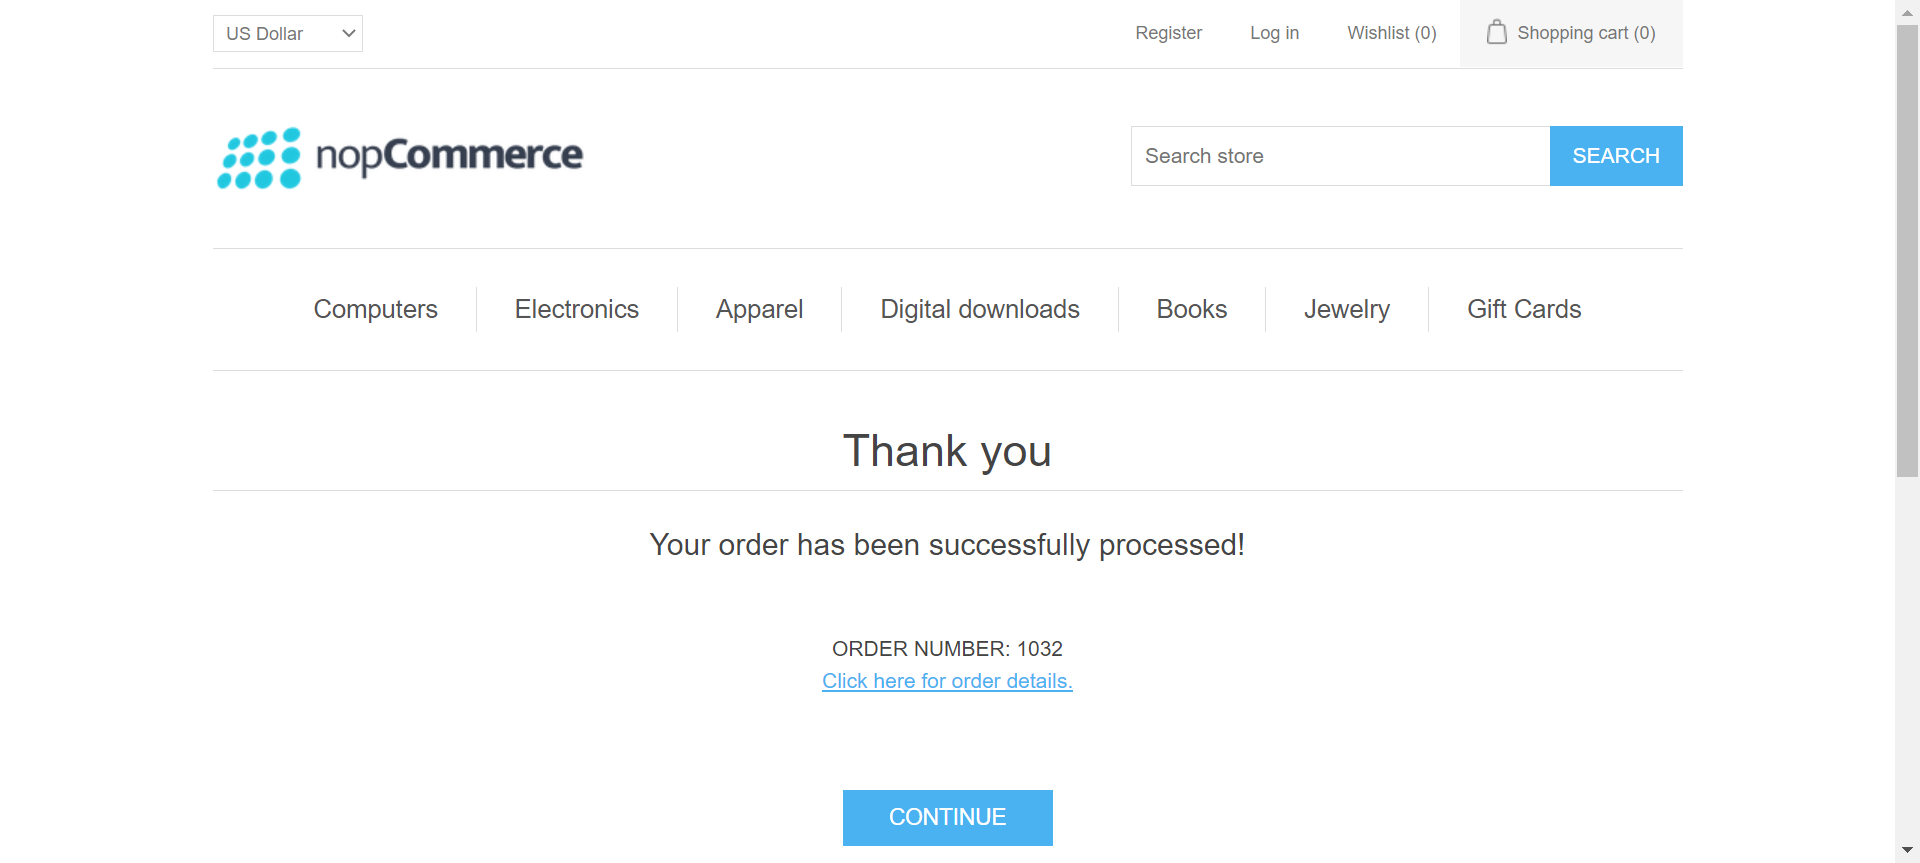 US Dollar
Register
Log in
Wishlist (0)
Shopping cart (0)
nopCommerce
Search store
SEARCH
Computers
Electronics
Apparel
Digital downloads
Books
Jewelry
Gift Cards
Thank you
Your order has been successfully processed!
ORDER NUMBER: 1032
Click here for order details.
CONTINUE